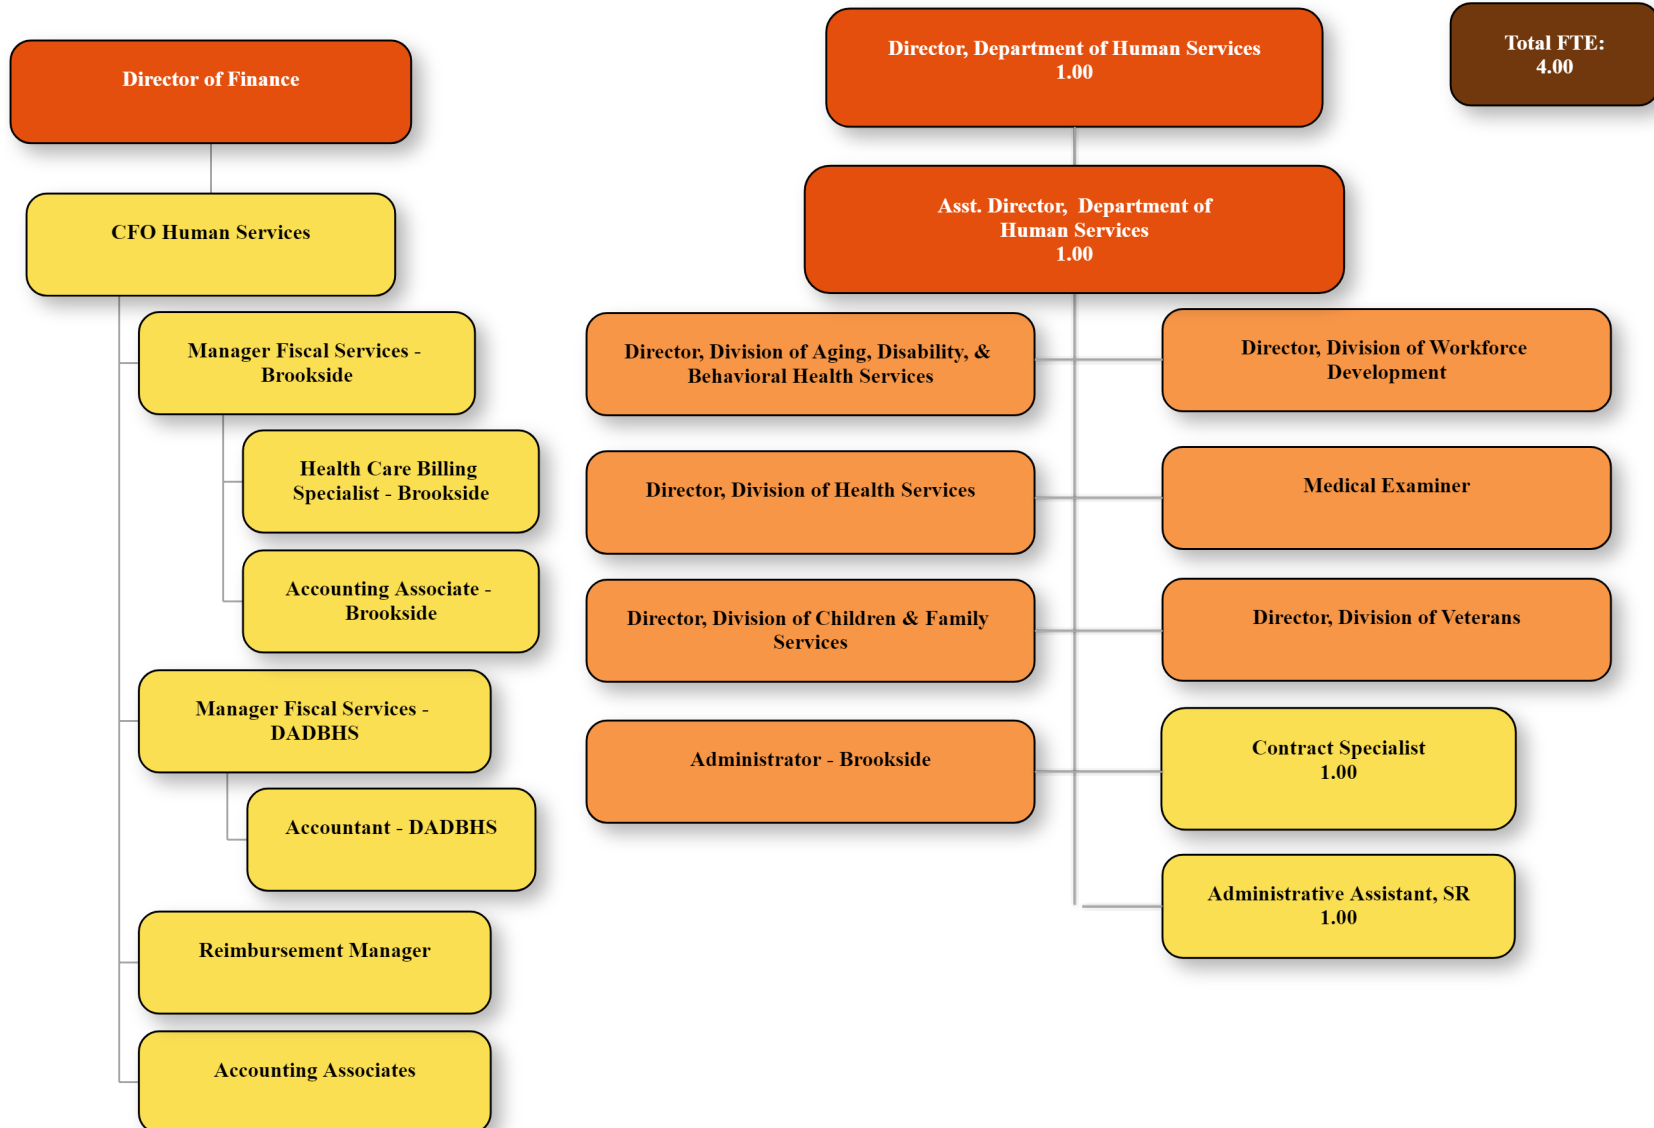 Director of Finance
CFO Human Services
Manager Fiscal Services -
Brookside
Health Care Billing
Specialist - Brookside
Accounting Associate -
Brookside
Manager Fiscal Services -
DADBHS
Accountant - DADBHS
Reimbursement Manager
Accounting Associates
Director, Department of Human Services
1.00
Asst. Director, Department of
Human Services
1.00
Director, Division of Aging, Disability, &
Behavioral Health Services
Director, Division of Workforce
Development
Director, Division of Health Services
Medical Examiner
Director, Division of Children & Family
Services
Director, Division of Veterans
Administrator - Brookside
Contract Specialist
1.00
Administrative Assistant, SR
1.00
Total FTE:
4.00